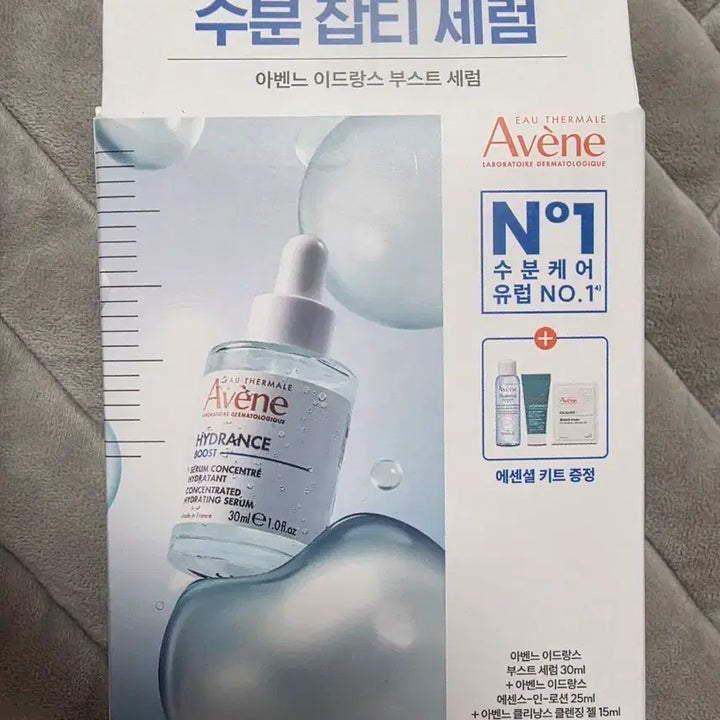 수분 잡티 세럼
아벤느 이드랑스 부스트 세럼
EAU THERMALE
Avène
LABORATOIRE DERMATOLOGIQUE
Nº1
수분케어
유럽 NO.1⁴⁾
+
Avène
Avène
에센셜 키트 증정
EAU THERMALE
Avène
LABORATOIRE DERMATOLOGIQUE
HYDRANCE
BOOST
SÉRUM CONCENTRÉ
HYDRATANT
CONCENTRATED
HYDRATING SERUM
Made in France
30ml e 1.0fl.oz
아벤느 이드랑스
부스트 세럼 30ml
+ 아벤느 이드랑스
에센스-인-로션 25ml
+ 아벤느 클리낭스 클렌징 젤 15ml